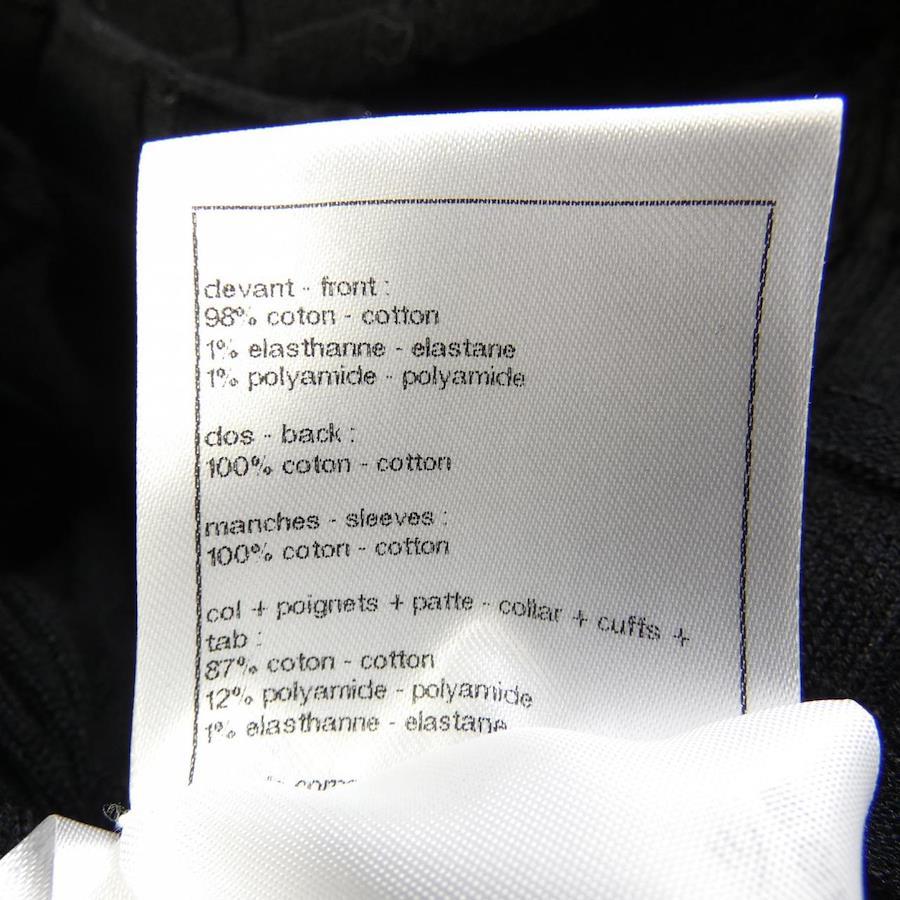 devant - front :
98% coton - cotton
1% elasthanne - elastane
1% polyamide - polyamide
dos - back :
100% coton - cotton
manches - sleeves :
100% coton - cotton
col + poignets + patte - collar + cuffs +
tab :
87% coton - cotton
12% polyamide - polyamide
1% elasthanne - elastane